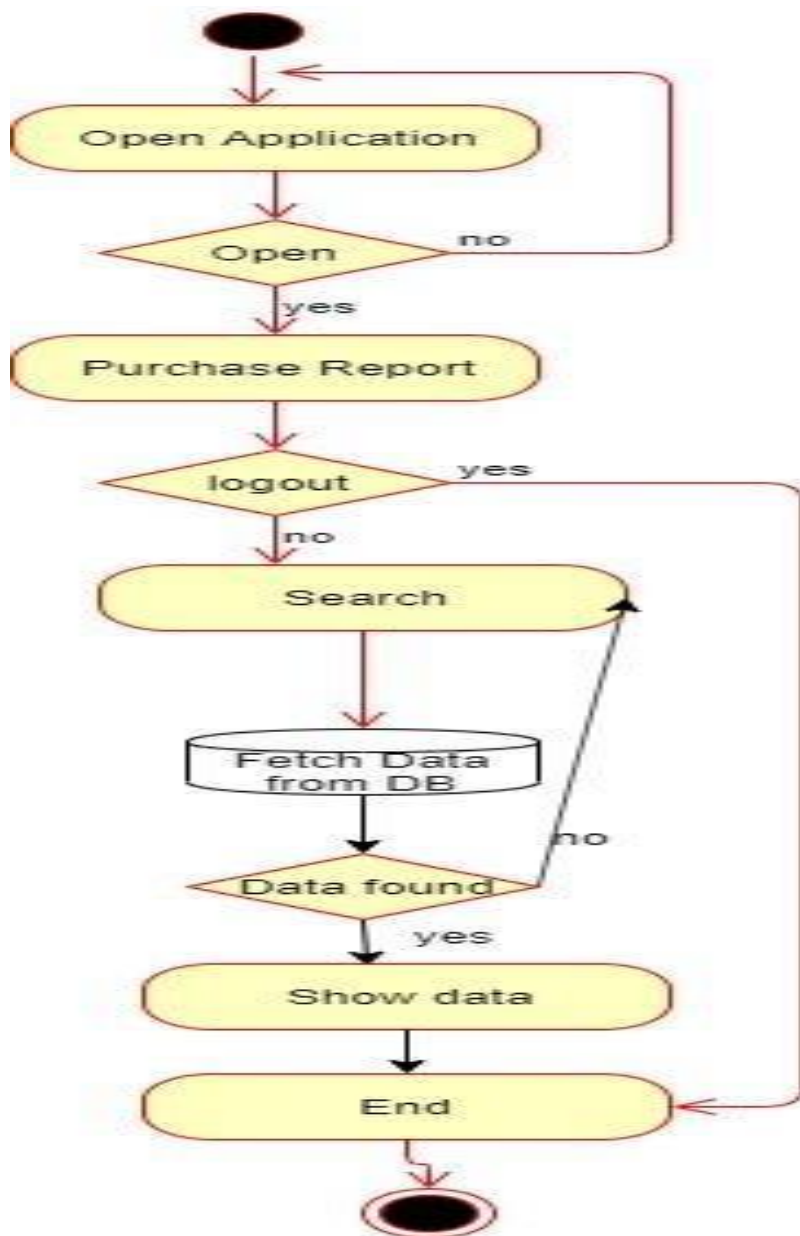 Open Application
no
Open
yes
Purchase Report
yes
logout
no
Search
Fetch Data
from DB
no
Data found
yes
Show data
End